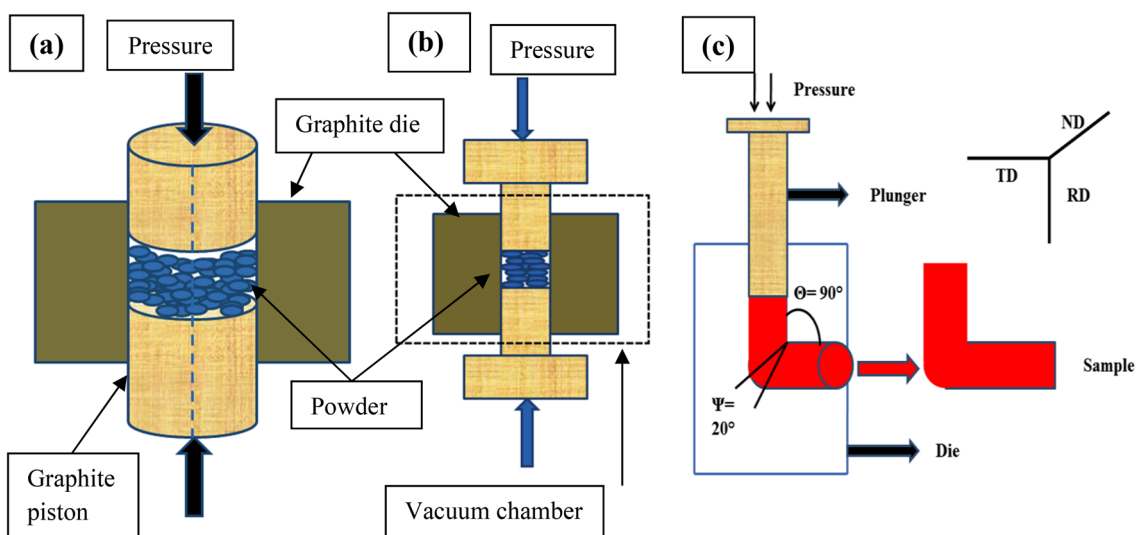 (a)
Pressure
Graphite die
Powder
Graphite
piston
(b)
Pressure
Vacuum chamber
(c)
Pressure
Plunger
Θ= 90°
Ψ=
20°
Die
Sample
ND
TD
RD